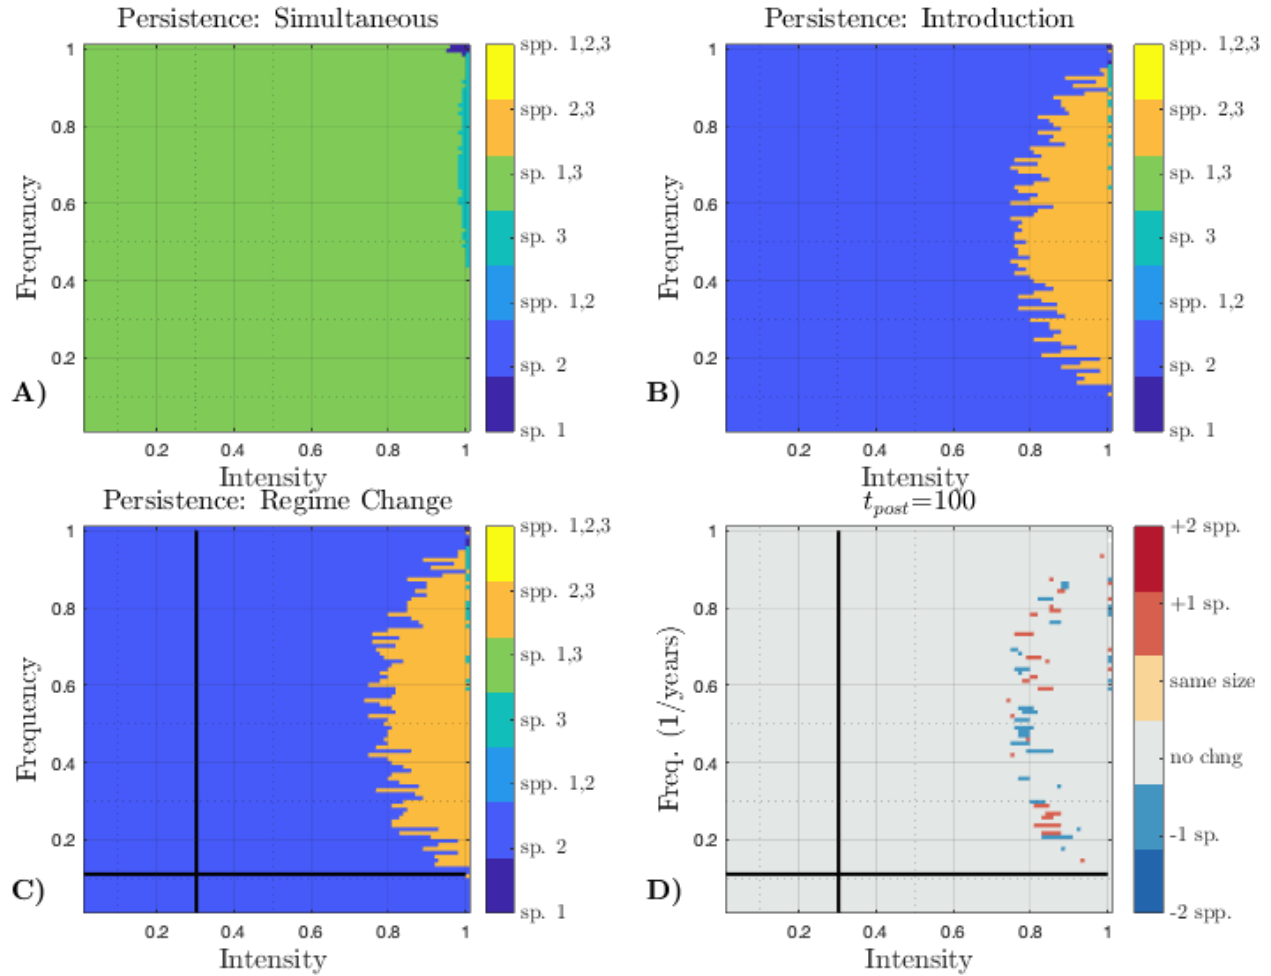 Persistence: Simultaneous
1
0.8
0.6
0.4
0.2
Frequency
0.2
0.4
0.6
0.8
1
Intensity
A)
spp. 1,2,3
spp. 2,3
sp. 1,3
sp. 3
spp. 1,2
sp. 2
sp. 1
Persistence: Introduction
1
0.8
0.6
0.4
0.2
Frequency
0.2
0.4
0.6
0.8
1
Intensity
B)
spp. 1,2,3
spp. 2,3
sp. 1,3
sp. 3
spp. 1,2
sp. 2
sp. 1
Persistence: Regime Change
1
0.8
0.6
0.4
0.2
Frequency
0.2
0.4
0.6
0.8
1
Intensity
C)
spp. 1,2,3
spp. 2,3
sp. 1,3
sp. 3
spp. 1,2
sp. 2
sp. 1
t_post=100
1
0.8
0.6
0.4
0.2
Freq. (1/years)
0.2
0.4
0.6
0.8
1
Intensity
D)
+2 spp.
+1 sp.
same size
no chng
-1 sp.
-2 spp.